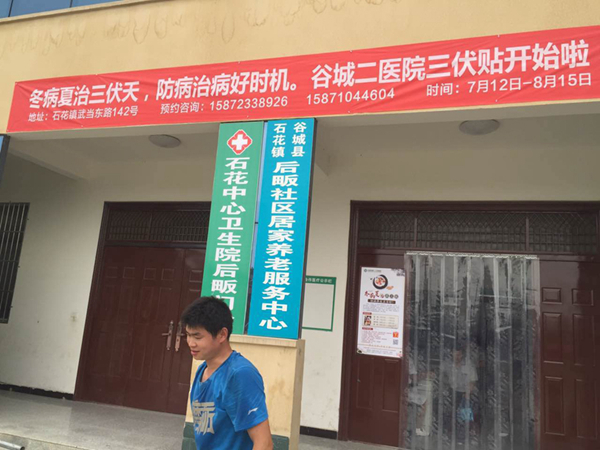 冬病夏治三伏天，防病治病好时机。谷城二医院三伏贴开始啦
地址：石花镇武当东路142号 预约咨询：15872338926 15871044604 时间：7月12日-8月15日
石花中心卫生院后畈
谷城县
石花镇
后畈社区居家养老服务中心